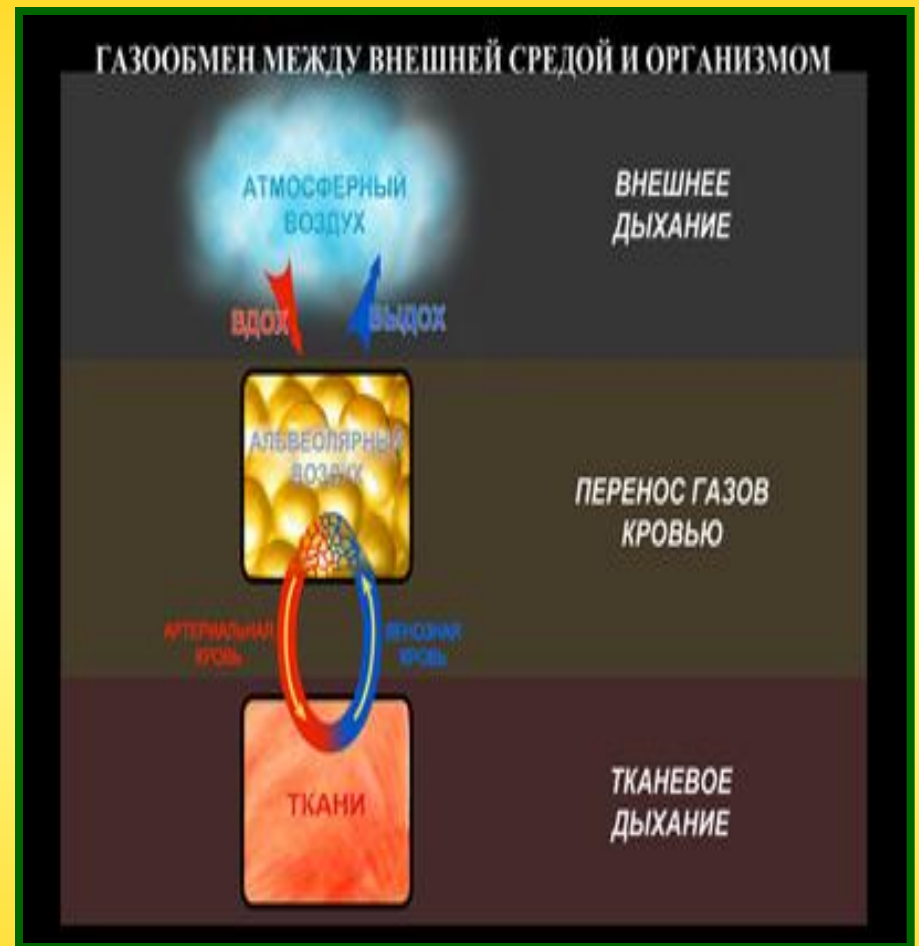 ГАЗООБМЕН МЕЖДУ ВНЕШНЕЙ СРЕДОЙ И ОРГАНИЗМОМ
АТМОСФЕРНЫЙ
ВОЗДУХ
ВНЕШНЕЕ
ДЫХАНИЕ
ВДОХ
ВЫДОХ
АЛЬВЕОЛЯРНЫЙ
ВОЗДУХ
ПЕРЕНОС ГАЗОВ
КРОВЬЮ
АРТЕРИАЛЬНАЯ
КРОВЬ
ВЕНОЗНАЯ
КРОВЬ
ТКАНИ
ТКАНЕВОЕ
ДЫХАНИЕ